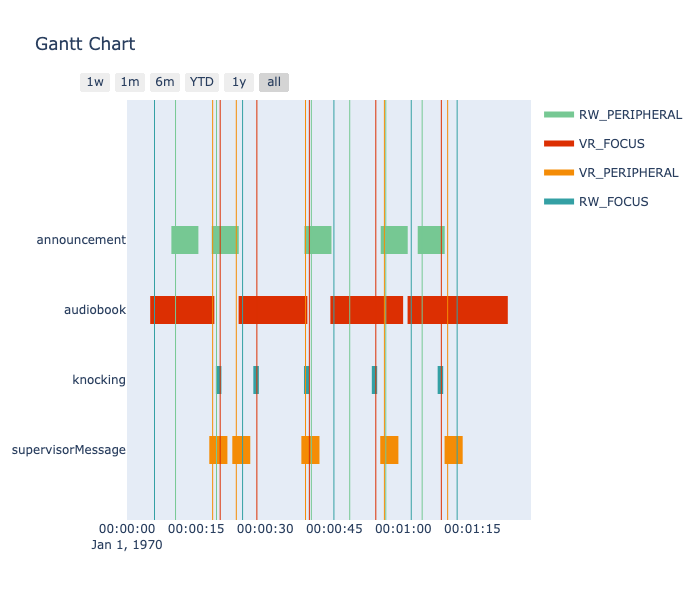 Gantt Chart
1w 1m 6m YTD 1y all
RW_PERIPHERAL
VR_FOCUS
VR_PERIPHERAL
RW_FOCUS
announcement
audiobook
knocking
supervisorMessage
00:00:00 00:00:15 00:00:30 00:00:45 00:01:00 00:01:15
Jan 1, 1970